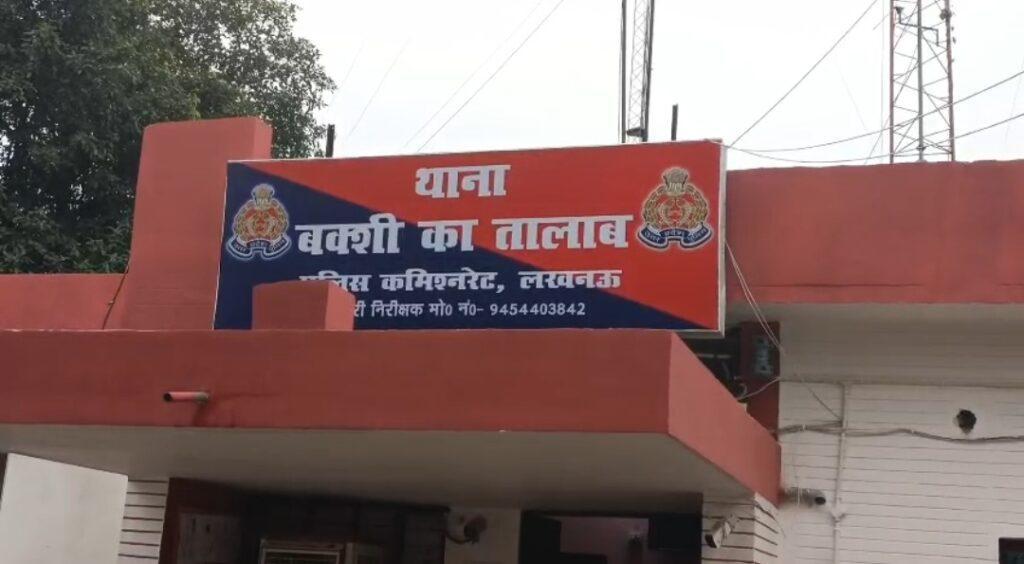 थाना
बक्शी का तालाब
कमिश्नरेट, लखनऊ
निरीक्षक मो0 नं0- 9454403842